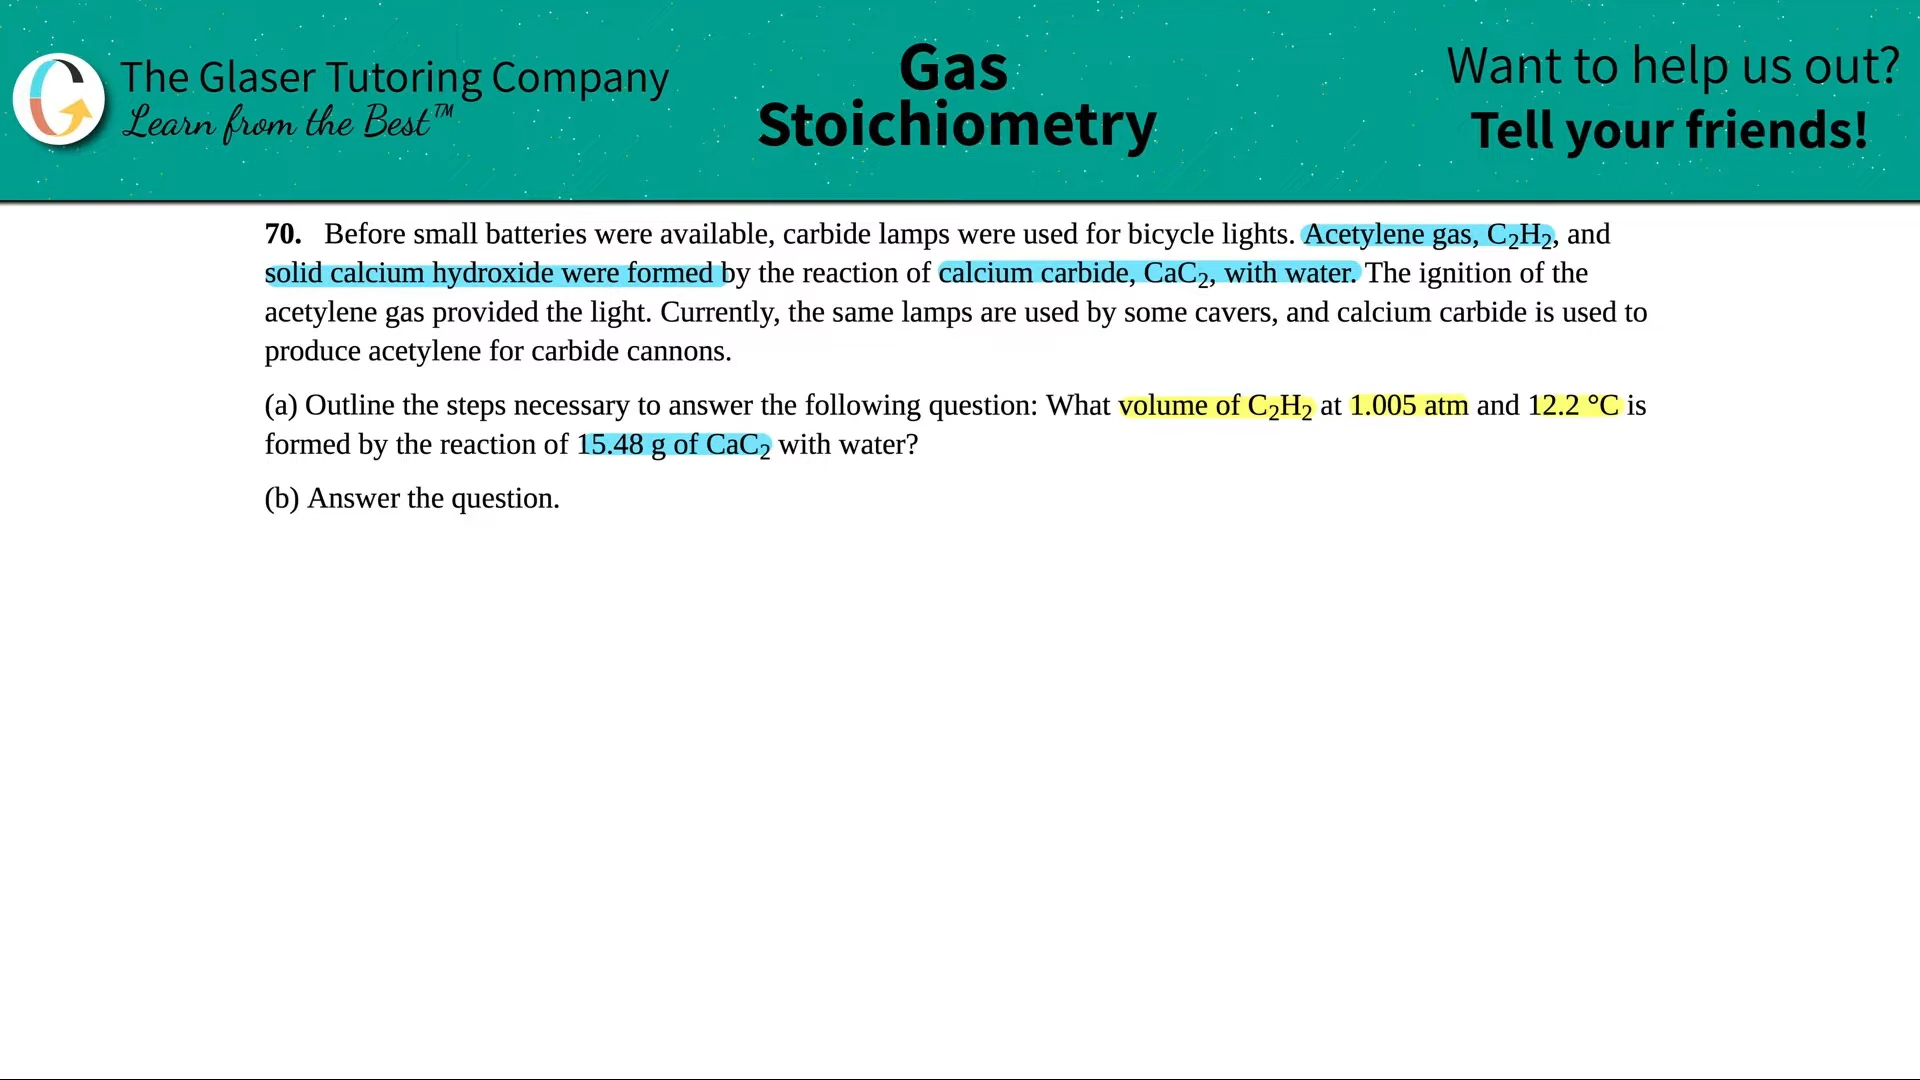 The Glaser Tutoring Company
Learn from the Best™
Gas
Stoichiometry
Want to help us out?
Tell your friends!
70. Before small batteries were available, carbide lamps were used for bicycle lights. Acetylene gas, C₂H₂, and
solid calcium hydroxide were formed by the reaction of calcium carbide, CaC₂, with water. The ignition of the
acetylene gas provided the light. Currently, the same lamps are used by some cavers, and calcium carbide is used to
produce acetylene for carbide cannons.
(a) Outline the steps necessary to answer the following question: What volume of C₂H₂ at 1.005 atm and 12.2 °C is
formed by the reaction of 15.48 g of CaC₂ with water?
(b) Answer the question.